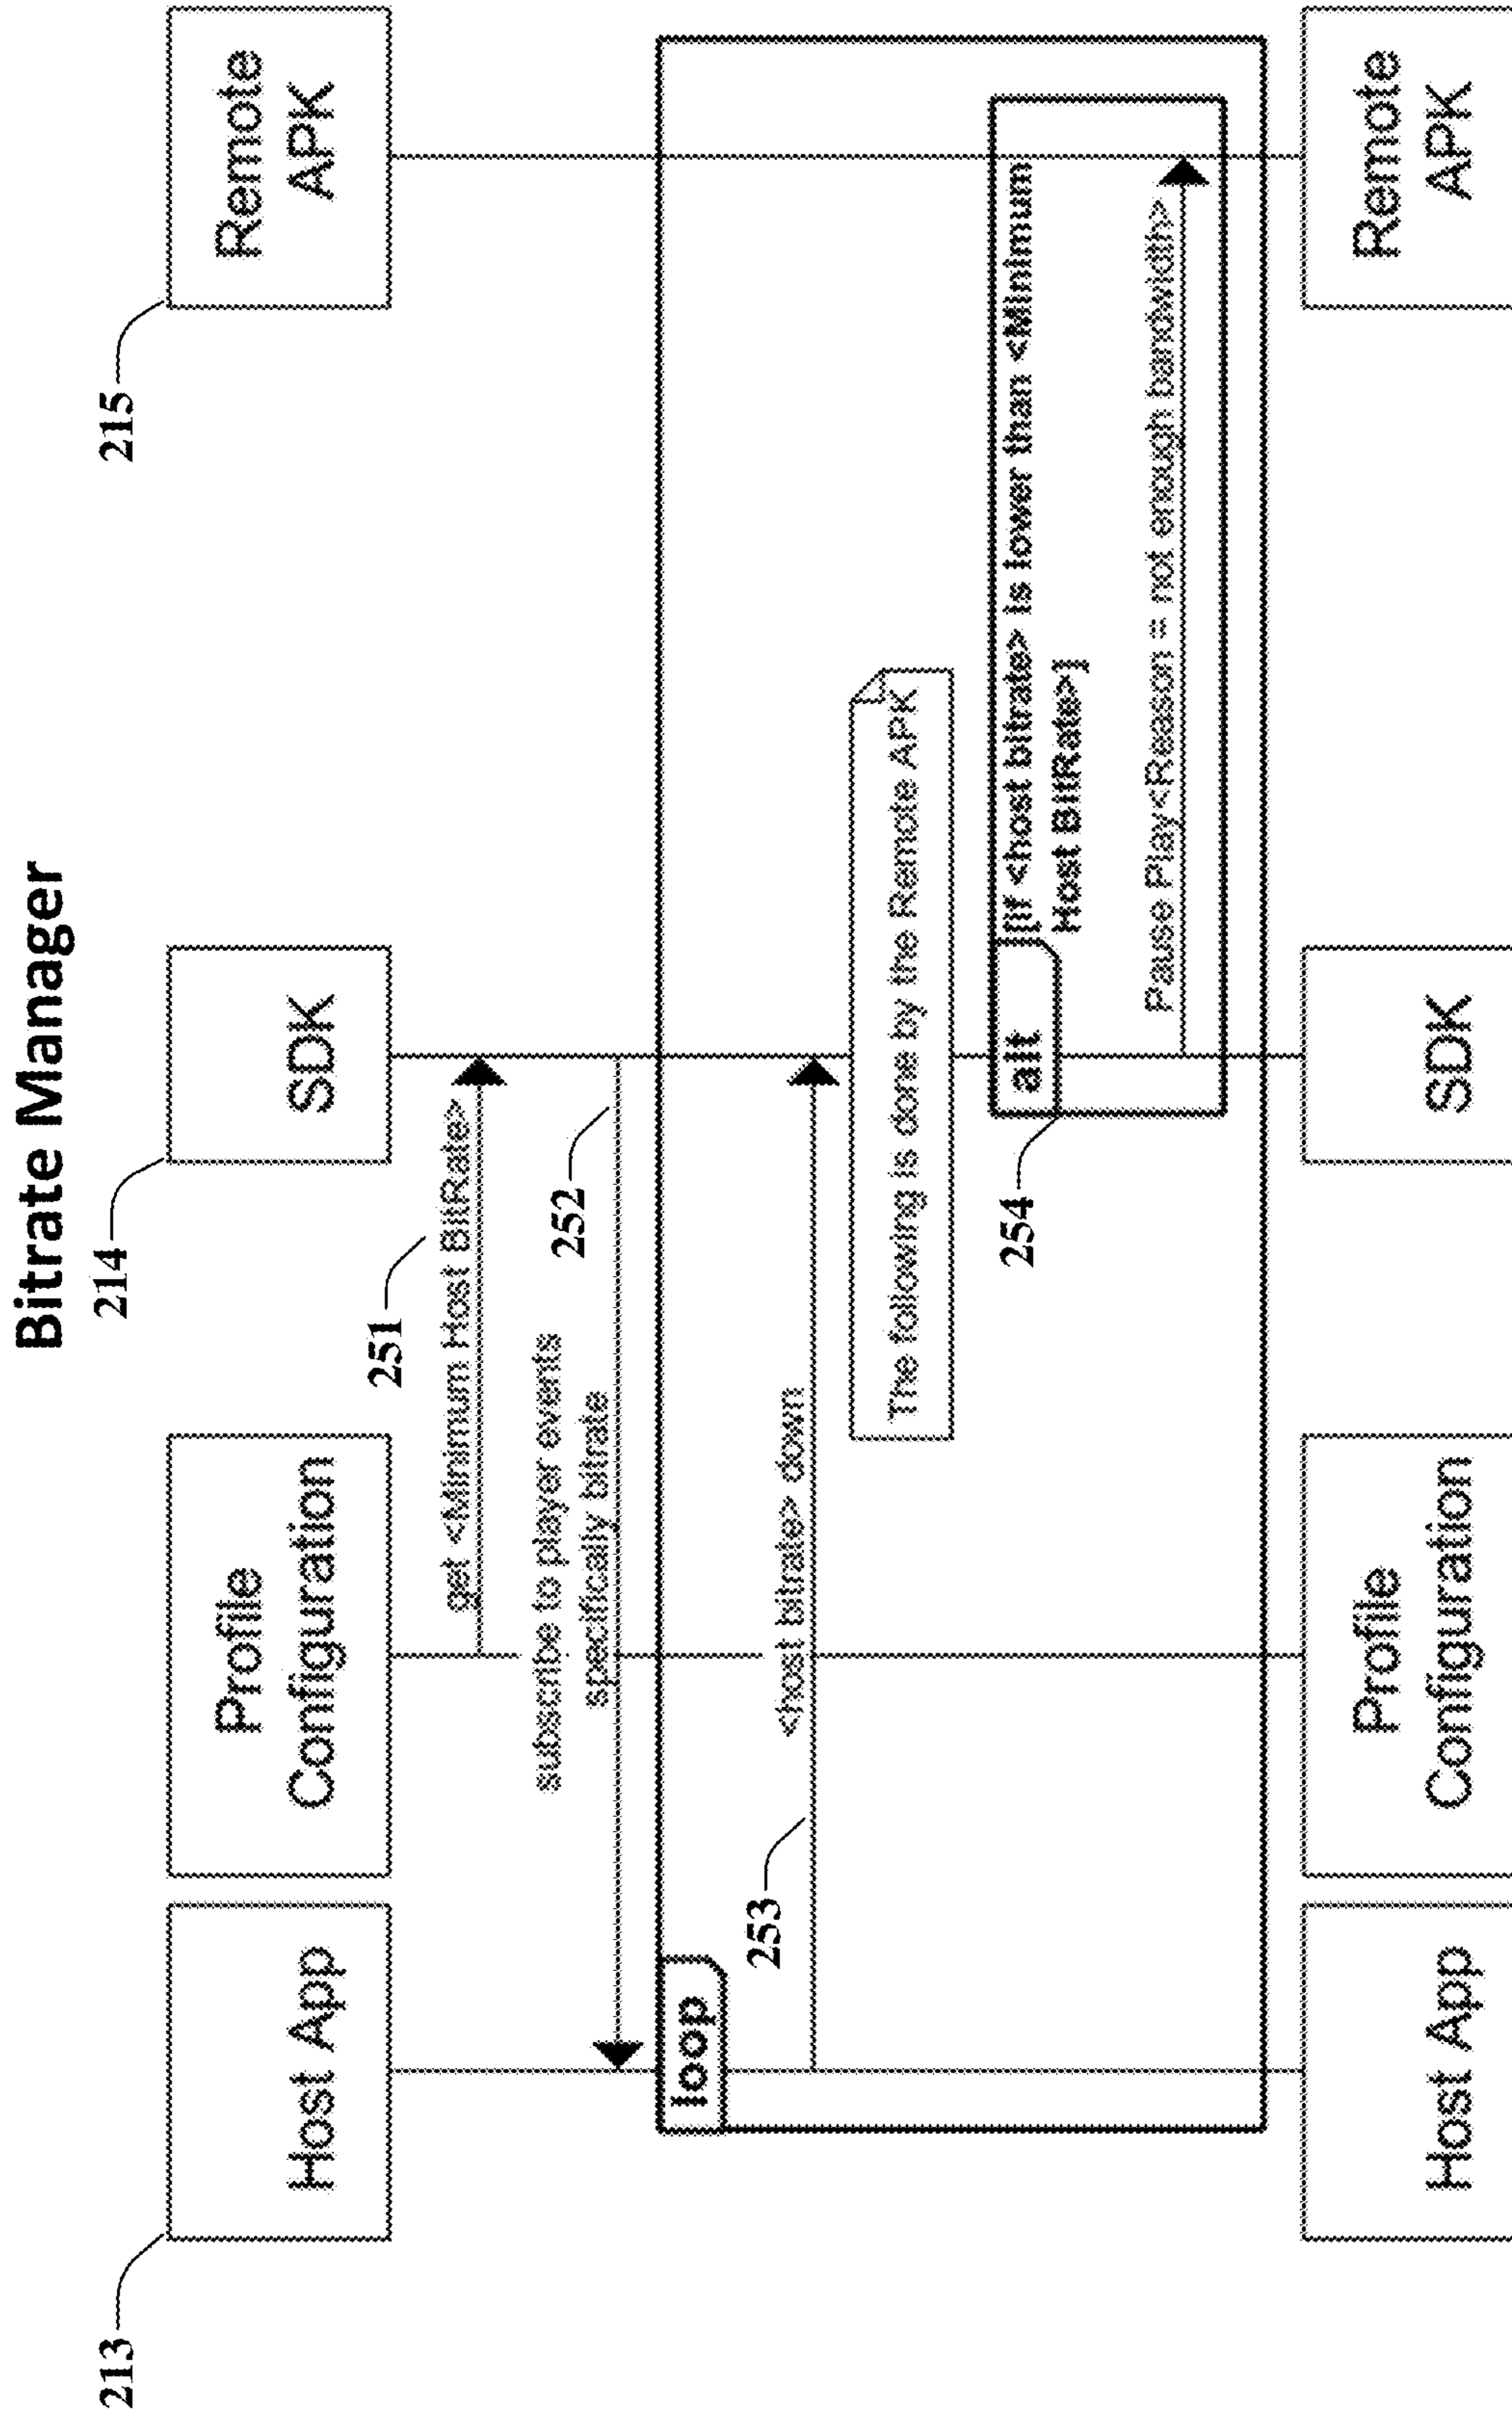 Bitrate Manager
213
214
215
Host App
Profile
Configuration
SDK
Remote
APK
251
get <Minimum Host BitRate>
subscribe to player events
specifically bitrate
252
loop
253
<host bitrate> down
The following is done by the Remote APK
254
alt
[if <host bitrate> is lower than <Minimum
Host BitRate>]
Pause Play<Reason = not enough bandwidth>
Host App
Profile
Configuration
SDK
Remote
APK